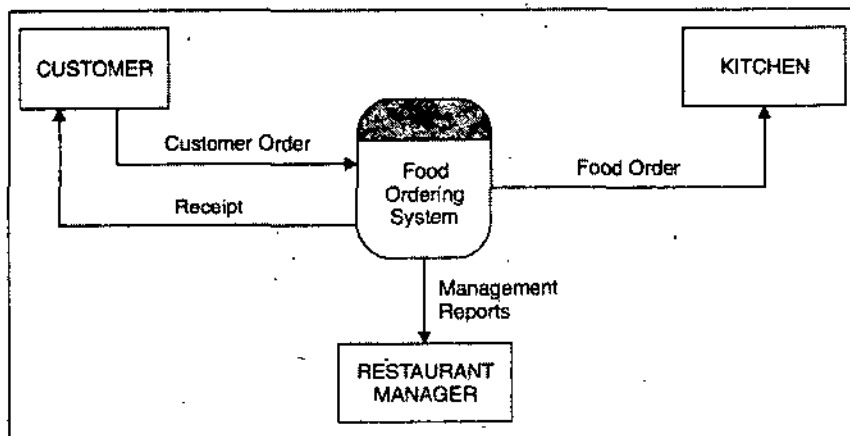 CUSTOMER
KITCHEN
Customer Order
Food
Ordering
System
Food Order
Receipt
Management
Reports
RESTAURANT
MANAGER